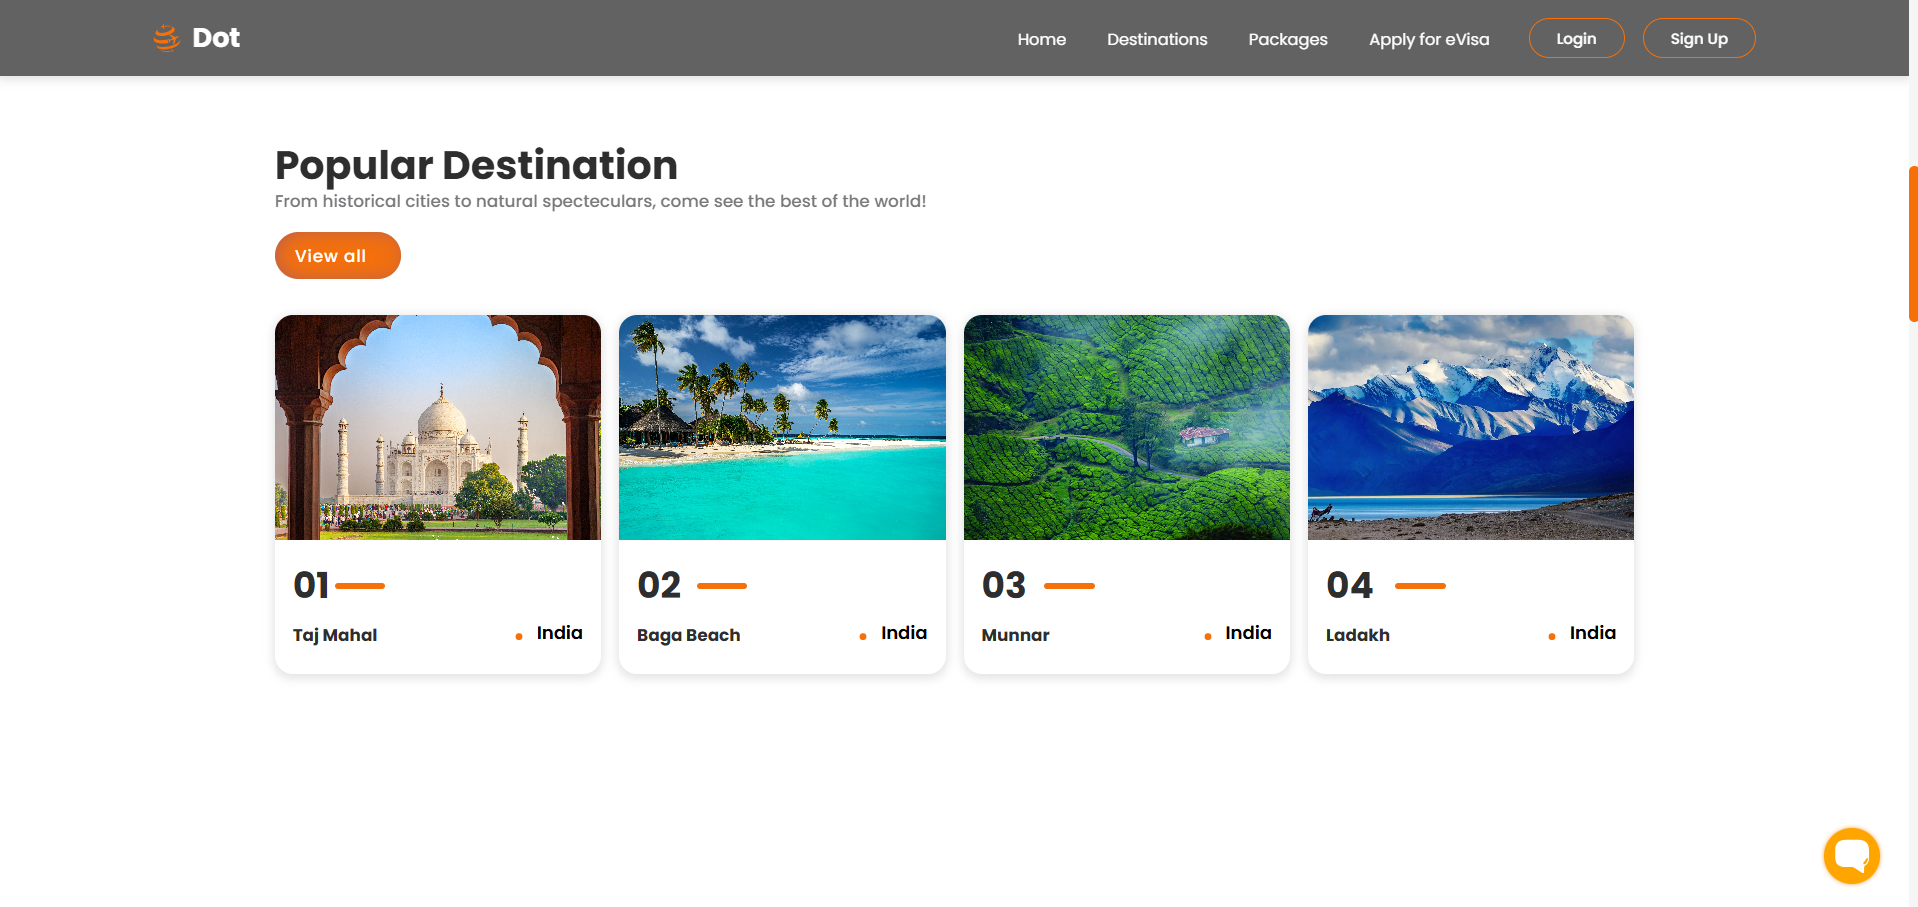 Dot
Home Destinations Packages Apply for eVisa Login Sign Up
Popular Destination
From historical cities to natural specteculars, come see the best of the world!
View all
01
Taj Mahal India
02
Baga Beach India
03
Munnar India
04
Ladakh India